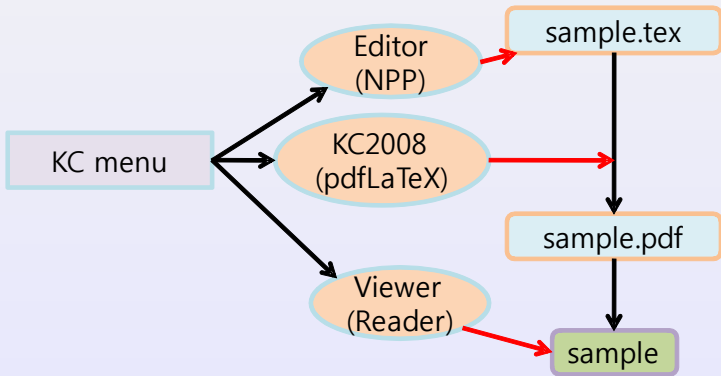 KC menu
Editor
(NPP)
KC2008
(pdfLaTeX)
Viewer
(Reader)
sample.tex
sample.pdf
sample